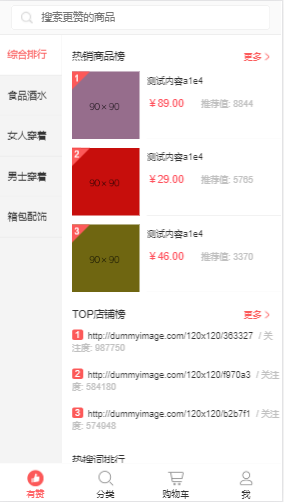 搜索更赞的商品
综合排行
食品酒水
女人穿着
男士穿着
箱包配饰
热销商品榜
更多
1
90×90
测试内容a1e4
¥89.00
推荐值: 8844
2
90×90
测试内容a1e4
¥29.00
推荐值: 5765
3
90×90
测试内容a1e4
¥46.00
推荐值: 3370
TOP店铺榜
更多
1 http://dummyimage.com/120x120/363327 / 关
注度: 987750
2 http://dummyimage.com/120x120/f970a3 / 关注
度: 584180
3 http://dummyimage.com/120x120/b2b7f1 / 关注
度: 574948
热搜词排行
有赞
分类
购物车
我